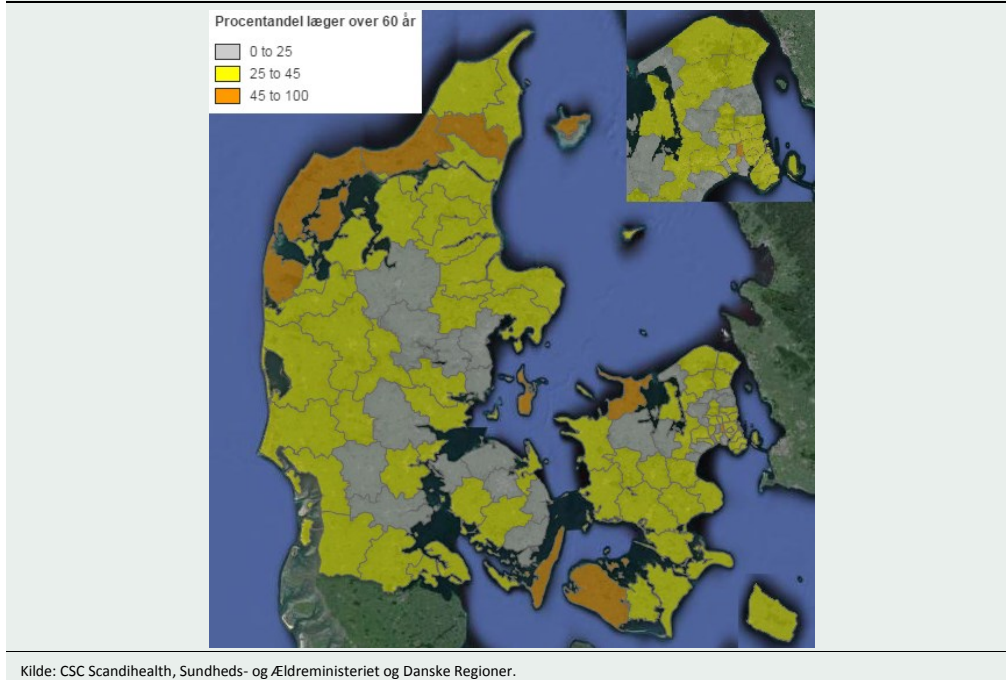 Procentandel læger over 60 år
0 to 25
25 to 45
45 to 100
Kilde: CSC Scandihealth, Sundheds- og Ældreministeriet og Danske Regioner.